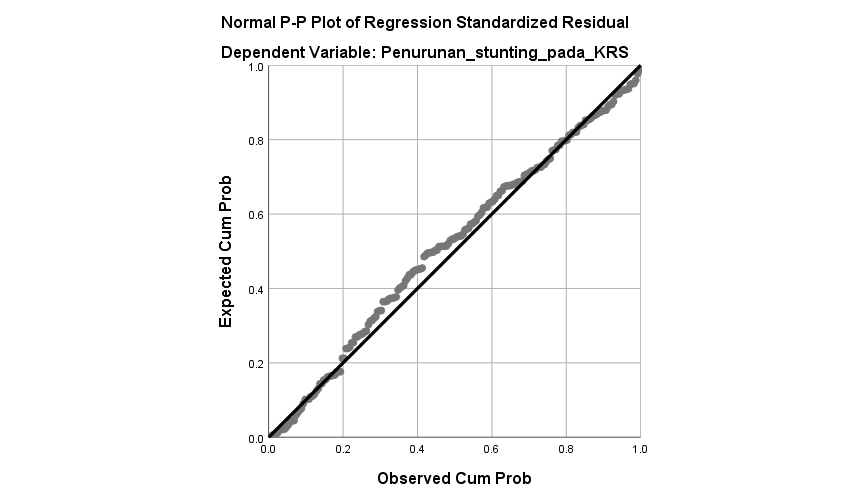 Normal P-P Plot of Regression Standardized Residual
Dependent Variable: Penurunan_stunting_pada_KRS
Expected Cum Prob
1.0
0.8
0.6
0.4
0.2
0.0
0.0 0.2 0.4 0.6 0.8 1.0
Observed Cum Prob